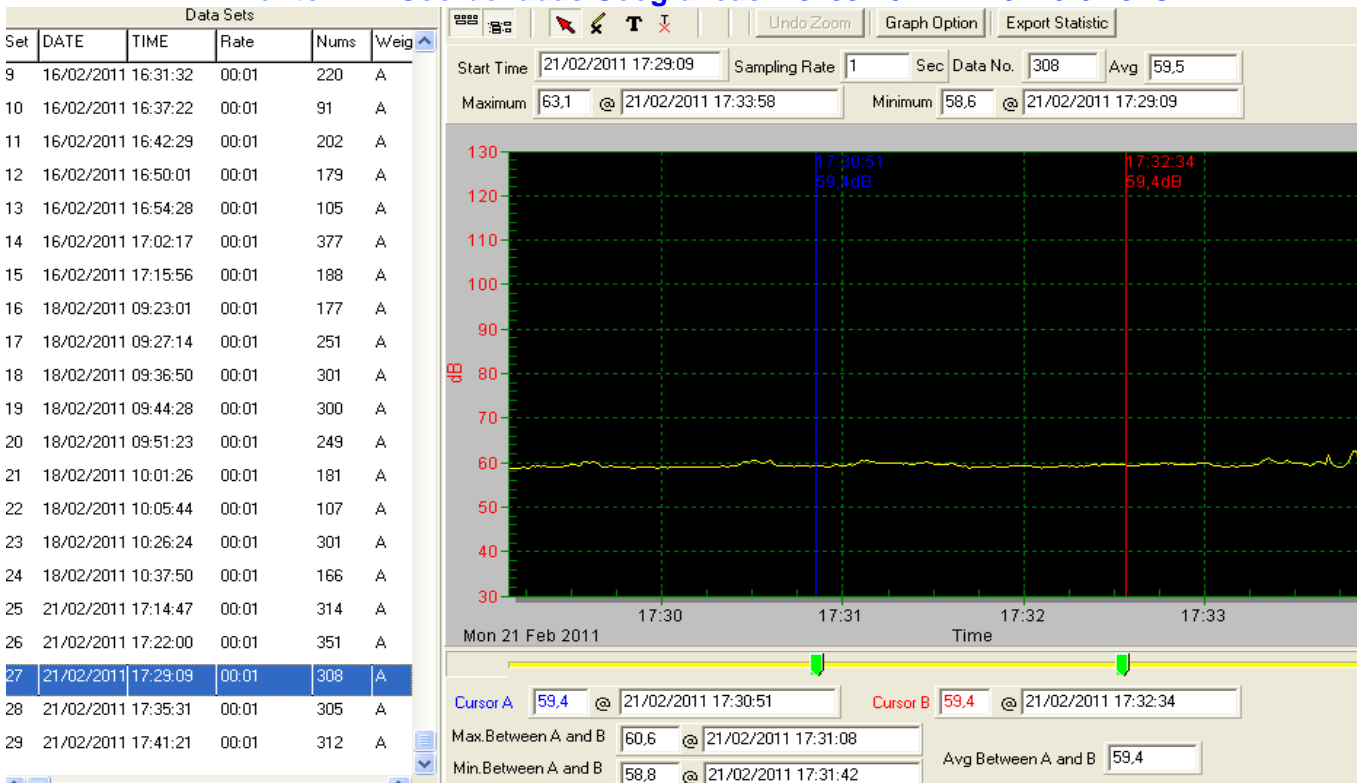 Data Sets
Set DATE TIME Rate Nums Weig
9 16/02/2011 16:31:32 00:01 220 A
10 16/02/2011 16:37:22 00:01 91 A
11 16/02/2011 16:42:29 00:01 202 A
12 16/02/2011 16:50:01 00:01 179 A
13 16/02/2011 16:54:28 00:01 105 A
14 16/02/2011 17:02:17 00:01 377 A
15 16/02/2011 17:15:56 00:01 188 A
16 18/02/2011 09:23:01 00:01 177 A
17 18/02/2011 09:27:14 00:01 251 A
18 18/02/2011 09:36:50 00:01 301 A
19 18/02/2011 09:44:28 00:01 300 A
20 18/02/2011 09:51:23 00:01 249 A
21 18/02/2011 10:01:26 00:01 181 A
22 18/02/2011 10:05:44 00:01 107 A
23 18/02/2011 10:26:24 00:01 301 A
24 18/02/2011 10:37:50 00:01 166 A
25 21/02/2011 17:14:47 00:01 314 A
26 21/02/2011 17:22:00 00:01 351 A
27 21/02/2011 17:29:09 00:01 308 A
28 21/02/2011 17:35:31 00:01 305 A
29 21/02/2011 17:41:21 00:01 312 A
T T Undo Zoom Graph Option Export Statistic
Start Time 21/02/2011 17:29:09 Sampling Rate 1 Sec Data No. 308 Avg 59,5
Maximum 63,1 @ 21/02/2011 17:33:58 Minimum 58,6 @ 21/02/2011 17:29:09
17:30:51 17:32:34
59,4dB 59,4dB
130
120
110
100
90
dB
80
70
60
50
40
30
17:30 17:31 17:32 17:33
Mon 21 Feb 2011 Time
Cursor A 59,4 @ 21/02/2011 17:30:51 Cursor B 59,4 @ 21/02/2011 17:32:34
Max.Between A and B 60,6 @ 21/02/2011 17:31:08
Min.Between A and B 58,8 @ 21/02/2011 17:31:42
Avg Between A and B 59,4